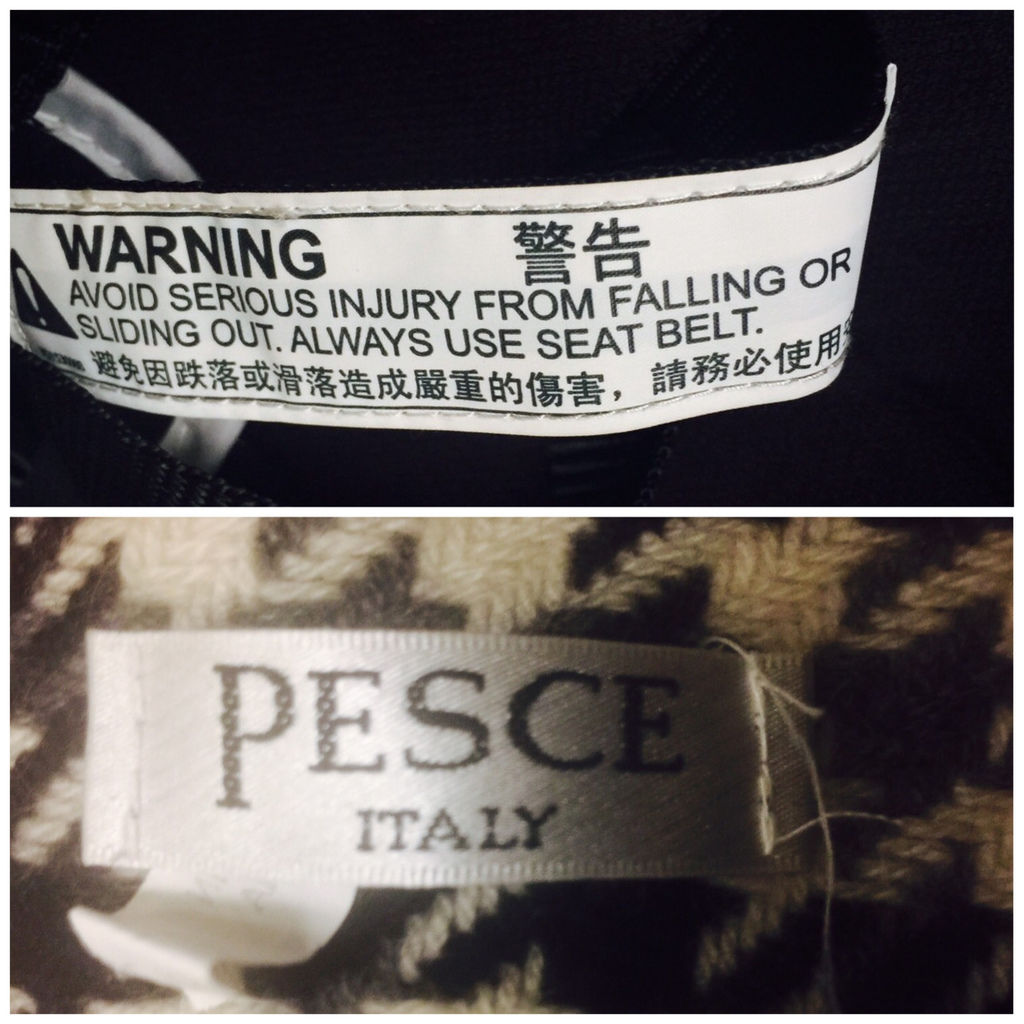 WARNING 警告
AVOID SERIOUS INJURY FROM FALLING OR
SLIDING OUT. ALWAYS USE SEAT BELT.
避免因跌落或滑落造成嚴重的傷害，請務必使用
PESCE
ITALY